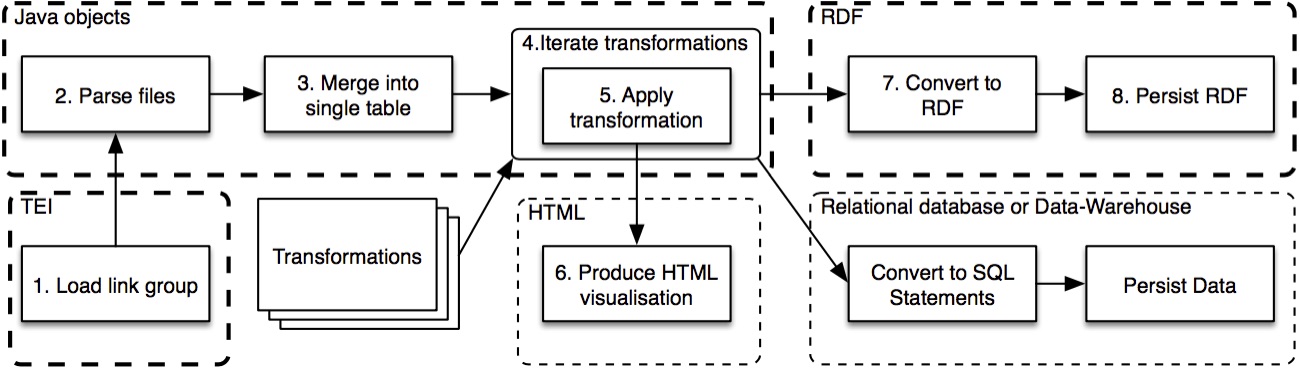 Java objects
2. Parse files
3. Merge into
single table
4.Iterate transformations
5. Apply
transformation
RDF
7. Convert to
RDF
8. Persist RDF
TEI
1. Load link group
Transformations
HTML
6. Produce HTML
visualisation
Relational database or Data-Warehouse
Convert to SQL
Statements
Persist Data